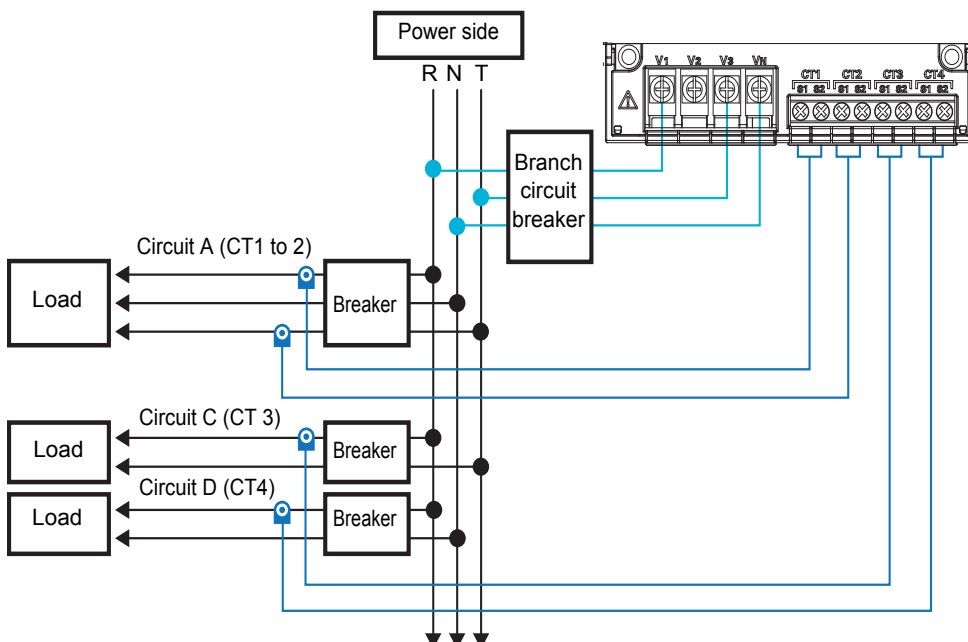 Power side
R N T
V1 V2 V3 VN
CT1 CT2 CT3 CT4
S1 S2 S1 S2 S1 S2 S1 S2
Branch
circuit
breaker
Circuit A (CT1 to 2)
Load
Breaker
Circuit C (CT 3)
Load
Breaker
Circuit D (CT4)
Load
Breaker